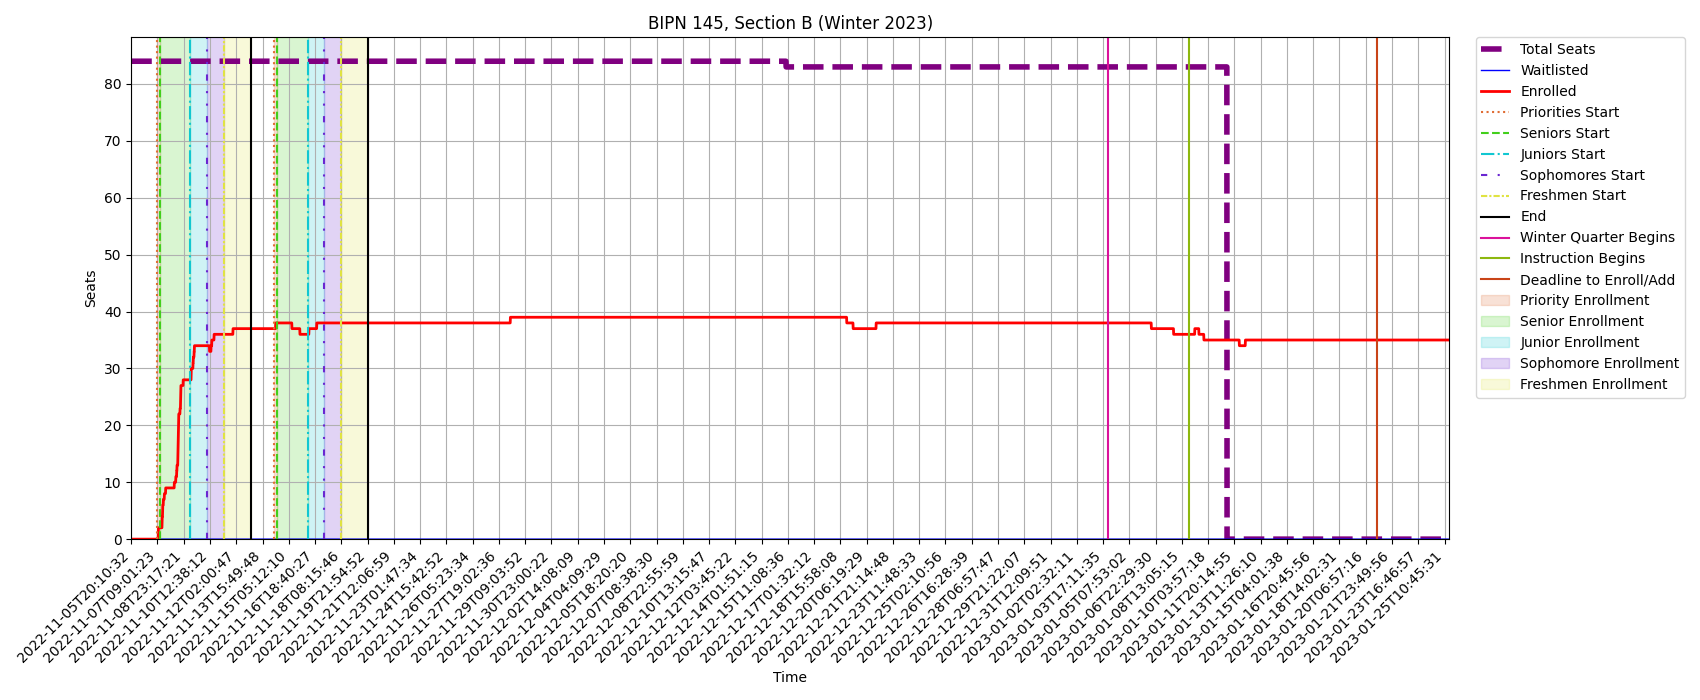 BIPN 145, Section B (Winter 2023)
Seats
80
70
60
50
40
30
20
10
0
2022-11-05T20:10:32
2022-11-07T09:01:23
2022-11-08T23:17:21
2022-11-10T12:38:12
2022-11-12T02:00:47
2022-11-13T15:49:48
2022-11-15T05:12:10
2022-11-16T18:40:27
2022-11-18T08:15:46
2022-11-19T21:54:52
2022-11-21T12:06:59
2022-11-23T01:47:34
2022-11-24T15:42:52
2022-11-26T05:23:34
2022-11-27T19:02:36
2022-11-29T09:03:52
2022-11-30T23:00:22
2022-12-02T14:08:09
2022-12-04T04:09:29
2022-12-05T18:20:20
2022-12-07T08:38:30
2022-12-08T22:55:59
2022-12-10T13:15:47
2022-12-12T03:45:22
2022-12-14T01:51:15
2022-12-15T11:08:36
2022-12-17T01:32:12
2022-12-18T15:58:08
2022-12-20T06:19:29
2022-12-21T21:14:48
2022-12-23T11:48:33
2022-12-25T02:10:56
2022-12-26T16:28:39
2022-12-28T06:57:47
2022-12-29T21:22:07
2022-12-31T12:09:51
2023-01-02T02:32:11
2023-01-03T17:11:35
2023-01-05T07:53:02
2023-01-06T22:29:30
2023-01-08T13:05:15
2023-01-10T03:57:18
2023-01-11T20:14:55
2023-01-13T11:26:10
2023-01-15T04:01:38
2023-01-16T20:45:56
2023-01-18T14:02:31
2023-01-20T06:57:16
2023-01-21T23:49:56
2023-01-23T16:46:57
2023-01-25T10:45:31
Time
Total Seats
Waitlisted
Enrolled
Priorities Start
Seniors Start
Juniors Start
Sophomores Start
Freshmen Start
End
Winter Quarter Begins
Instruction Begins
Deadline to Enroll/Add
Priority Enrollment
Senior Enrollment
Junior Enrollment
Sophomore Enrollment
Freshmen Enrollment